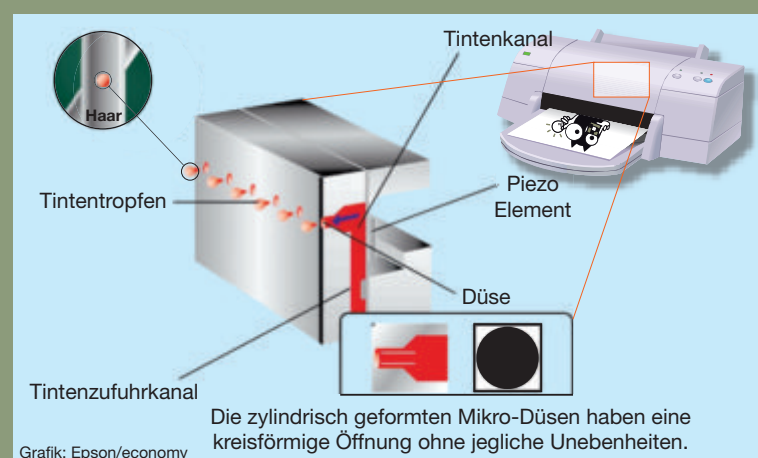 Tintenkanal
Haar
Tintentropfen
Piezo
Element
Düse
Tintenzufuhrkanal
Die zylindrisch geformten Mikro-Düsen haben eine
kreisförmige Öffnung ohne jegliche Unebenheiten.
Grafik: Epson/economy